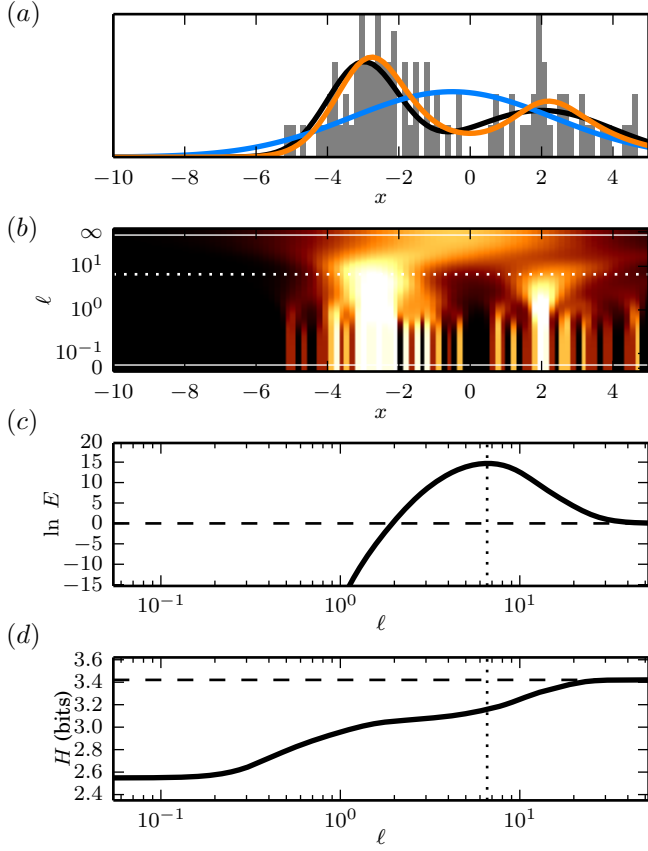 (a)
−10 −8 −6 −4 −2 0 2 4
x
(b)
∞
10¹
10⁰
10⁻¹
0
ℓ
−10 −8 −6 −4 −2 0 2 4
x
(c)
20
15
10
5
0
−5
−10
−15
ln E
10⁻¹ 10⁰ 10¹
ℓ
(d)
3.6
3.4
3.2
3.0
2.8
2.6
2.4
H (bits)
10⁻¹ 10⁰ 10¹
ℓ